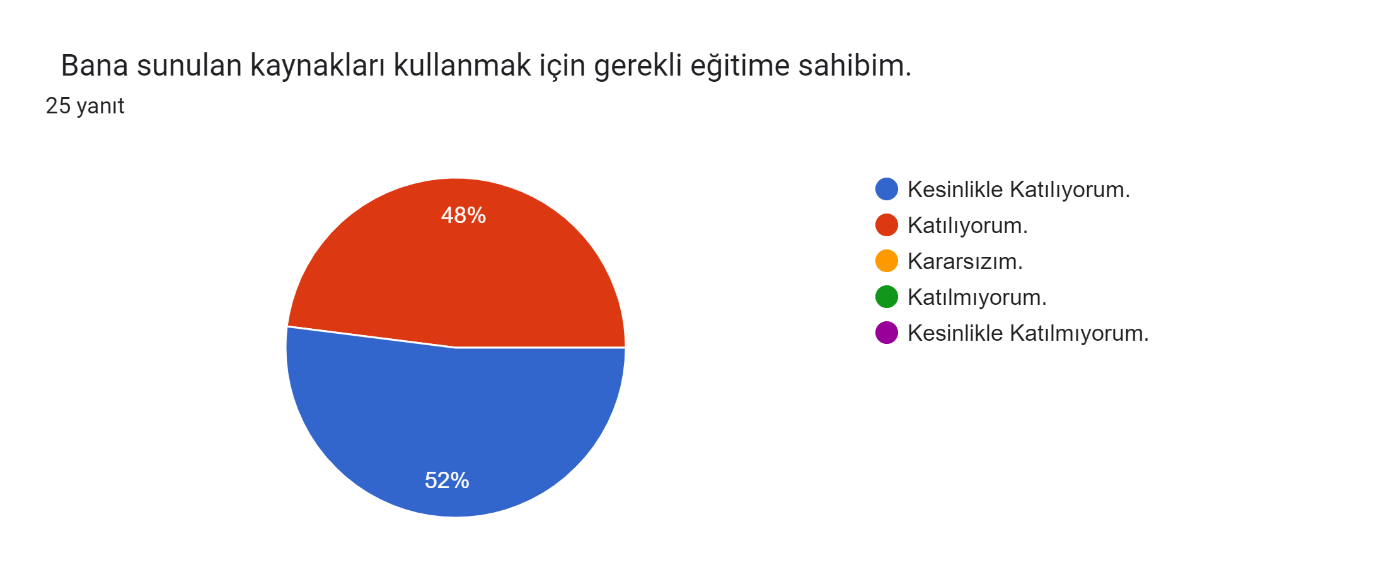 Bana sunulan kaynakları kullanmak için gerekli eğitime sahibim.
25 yanıt
48%
52%
Kesinlikle Katılıyorum.
Katılıyorum.
Kararsızım.
Katılmıyorum.
Kesinlikle Katılmıyorum.